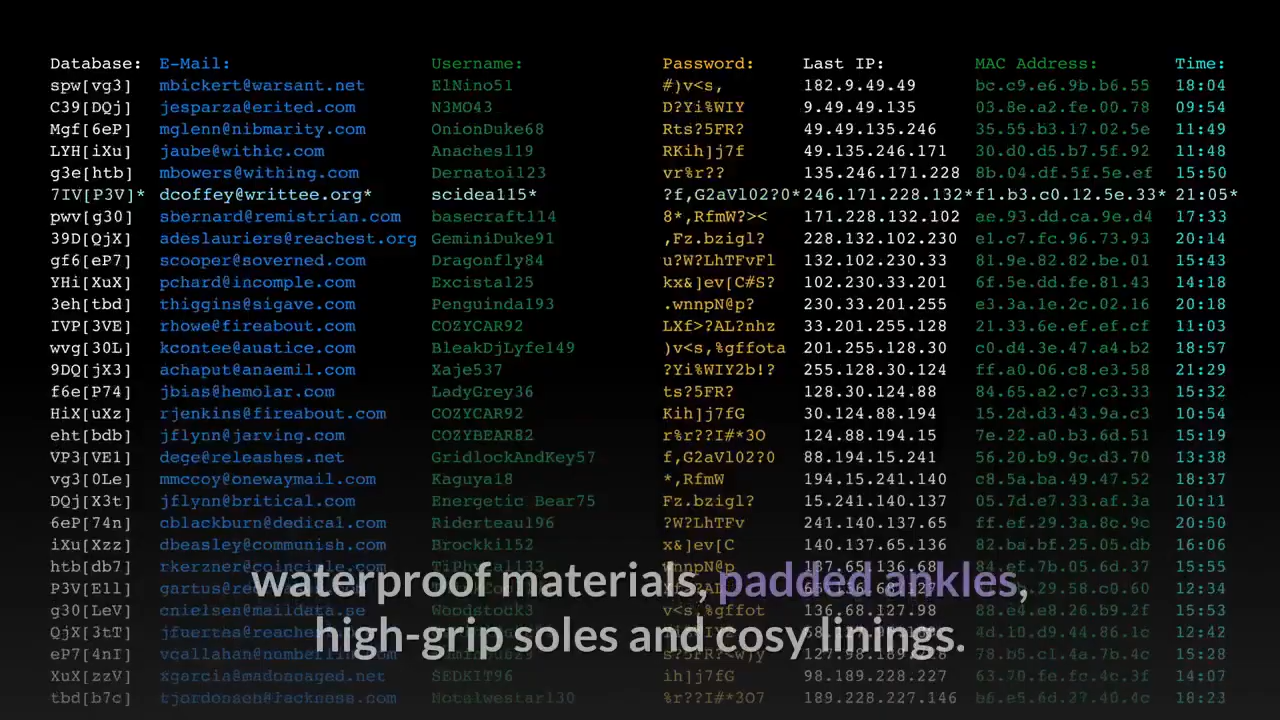 Database: E-Mail: Username: Password: Last IP: MAC Address: Time:
spw[vg3] mbickert@warsant.net ElNino51 #)v<s, 182.9.49.49 bc.c9.e6.9b.b6.55 18:04
C39[DQj] jesparza@erited.com N3MO43 D?Yi%WIY 9.49.49.135 03.8e.a2.fe.00.78 09:54
Mgf[6eP] mglenn@nibmarity.com OnionDuke68 Rts?5FR? 49.49.135.246 35.55.b3.17.02.5e 11:49
LYH[iXu] jaube@withic.com Anaches119 RKih]j7f 49.135.246.171 30.d0.d5.b7.5f.92 11:48
g3e[htb] mbowers@withing.com Dernatoi123 vr%r?? 135.246.171.228 8b.04.df.5f.5e.ef 15:50
7IV[P3V]* dcoffey@writtee.org* scidea115* ?f,G2aVl02?0* 246.171.228.132* f1.b3.c0.12.5e.33* 21:05*
pwv[g30] sbernard@remistrian.com basecraft114 8*,RfmW?>< 171.228.132.102 ae.93.dd.ca.9e.d4 17:33
39D[QjX] adeslauriers@reachest.org GeminiDuke91 ,Fz.bzigl? 228.132.102.230 e1.c7.fc.96.73.93 20:14
gf6[eP7] scooper@soverned.com Dragonfly84 u?W?LhTFvFl 132.102.230.33 81.9e.82.82.be.01 15:43
YHi[XuX] pchard@incomple.com Excista125 kx&]ev[C#S? 102.230.33.201 6f.5e.dd.fe.81.43 14:18
3eh[tbd] thiggins@sigave.com Penguinda193 .wnnpN@p? 230.33.201.255 e3.3a.1e.2c.02.16 20:18
IVP[3VE] rhowe@fireabout.com COZYCAR92 LXf>?AL?nhz 33.201.255.128 21.33.6e.ef.ef.cf 11:03
wvg[30L] kcontee@austice.com BleakDjLyfe149 )v<s,%gffota 201.255.128.30 c0.d4.3e.47.a4.b2 18:57
9DQ[jX3] achaput@anaemil.com Xaje537 ?Yi%WIY2b!? 255.128.30.124 ff.a0.06.c8.e3.58 21:29
f6e[P74] jbias@hemolar.com LadyGrey36 ts?5FR? 128.30.124.88 84.65.a2.c7.c3.33 15:32
HiX[uXz] rjenkins@fireabout.com COZYCAR92 Kih]j7fG 30.124.88.194 15.2d.d3.43.9a.c3 10:54
eht[bdb] jflynn@jarving.com COZYBEAR82 r%r??I#*3O 124.88.194.15 7e.22.a0.b3.6d.51 15:19
VP3[VE1] dege@releashes.net GridlockAndKey57 f,G2aVl02?0 88.194.15.241 56.20.b9.9c.d3.70 13:38
vg3[0Le] mmccoy@onewaymail.com Kaguya18 *,RfmW 194.15.241.140 c8.5a.ba.49.47.52 18:37
DQj[X3t] jflynn@britical.com Energetic Bear75 Fz.bzigl? 15.241.140.137 05.7d.e7.33.af.3a 10:11
6eP[74n] cblackburn@dedical.com Riderteau196 ?W?LhTFv 241.140.137.65 ff.ef.29.3a.8c.9c 20:50
iXu[Xzz] dbeasley@communish.com Brockki152 x&]ev[C 140.137.65.136 82.ba.bf.25.05.db 16:06
htb[db7] 15:55
waterproof materials, padded ankles,
P3V[E11] 12:34
g30[LeV] cnielsen@maildata.se Woodstock3 v<s,%gffot 136.68.127.98 88.e4.e8.26.b9.2f 15:53
high-grip soles and cosy linings.
QjX[3tT] 4d.10.d9.44.86.1c 12:42
eP7[4nI] 78.b5.c1.4a.7b.4c 15:28
XuX[zzV] xgarcia@madonaged.net SEDKIT96 ih]j7fG 98.189.228.227 14:07
tbd[b7c] Notalwestar130 %r??I#*3O7 189.228.227.146 18:23